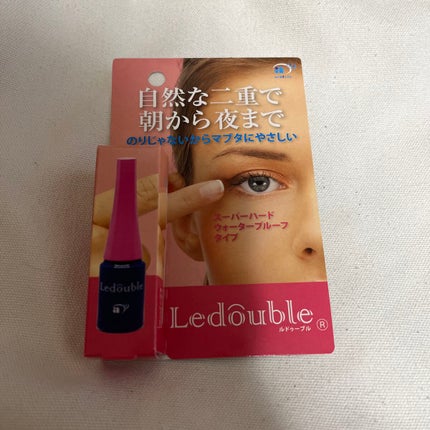 自然な二重で
朝から夜まで
のりじゃないからマブタにやさしい
スーパーハード
ウォータープルーフ
タイプ
Ledouble
Ledouble®
ルドゥーブル